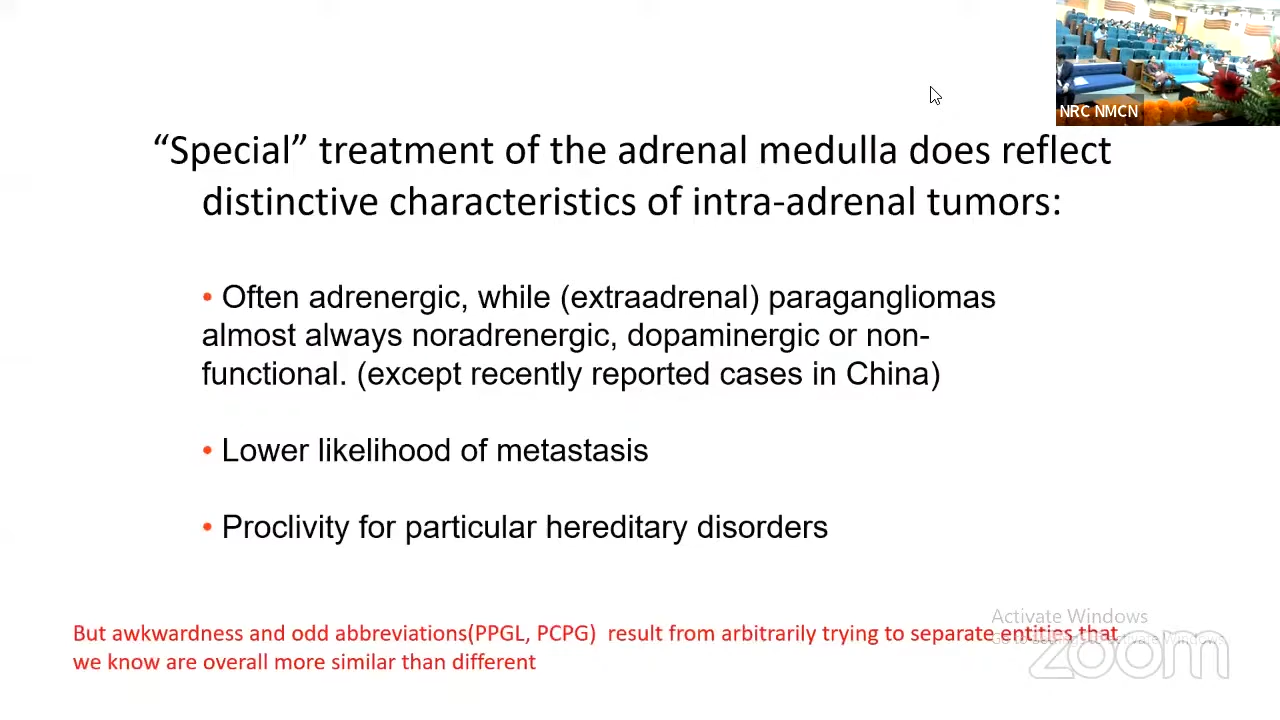 NRC NMCN
“Special” treatment of the adrenal medulla does reflect
distinctive characteristics of intra-adrenal tumors:
• Often adrenergic, while (extraadrenal) paragangliomas
almost always noradrenergic, dopaminergic or non-
functional. (except recently reported cases in China)
• Lower likelihood of metastasis
• Proclivity for particular hereditary disorders
Activate Windows
But awkwardness and odd abbreviations(PPGL, PCPG) result from arbitrarily trying to separate entities that
we know are overall more similar than different
zoom